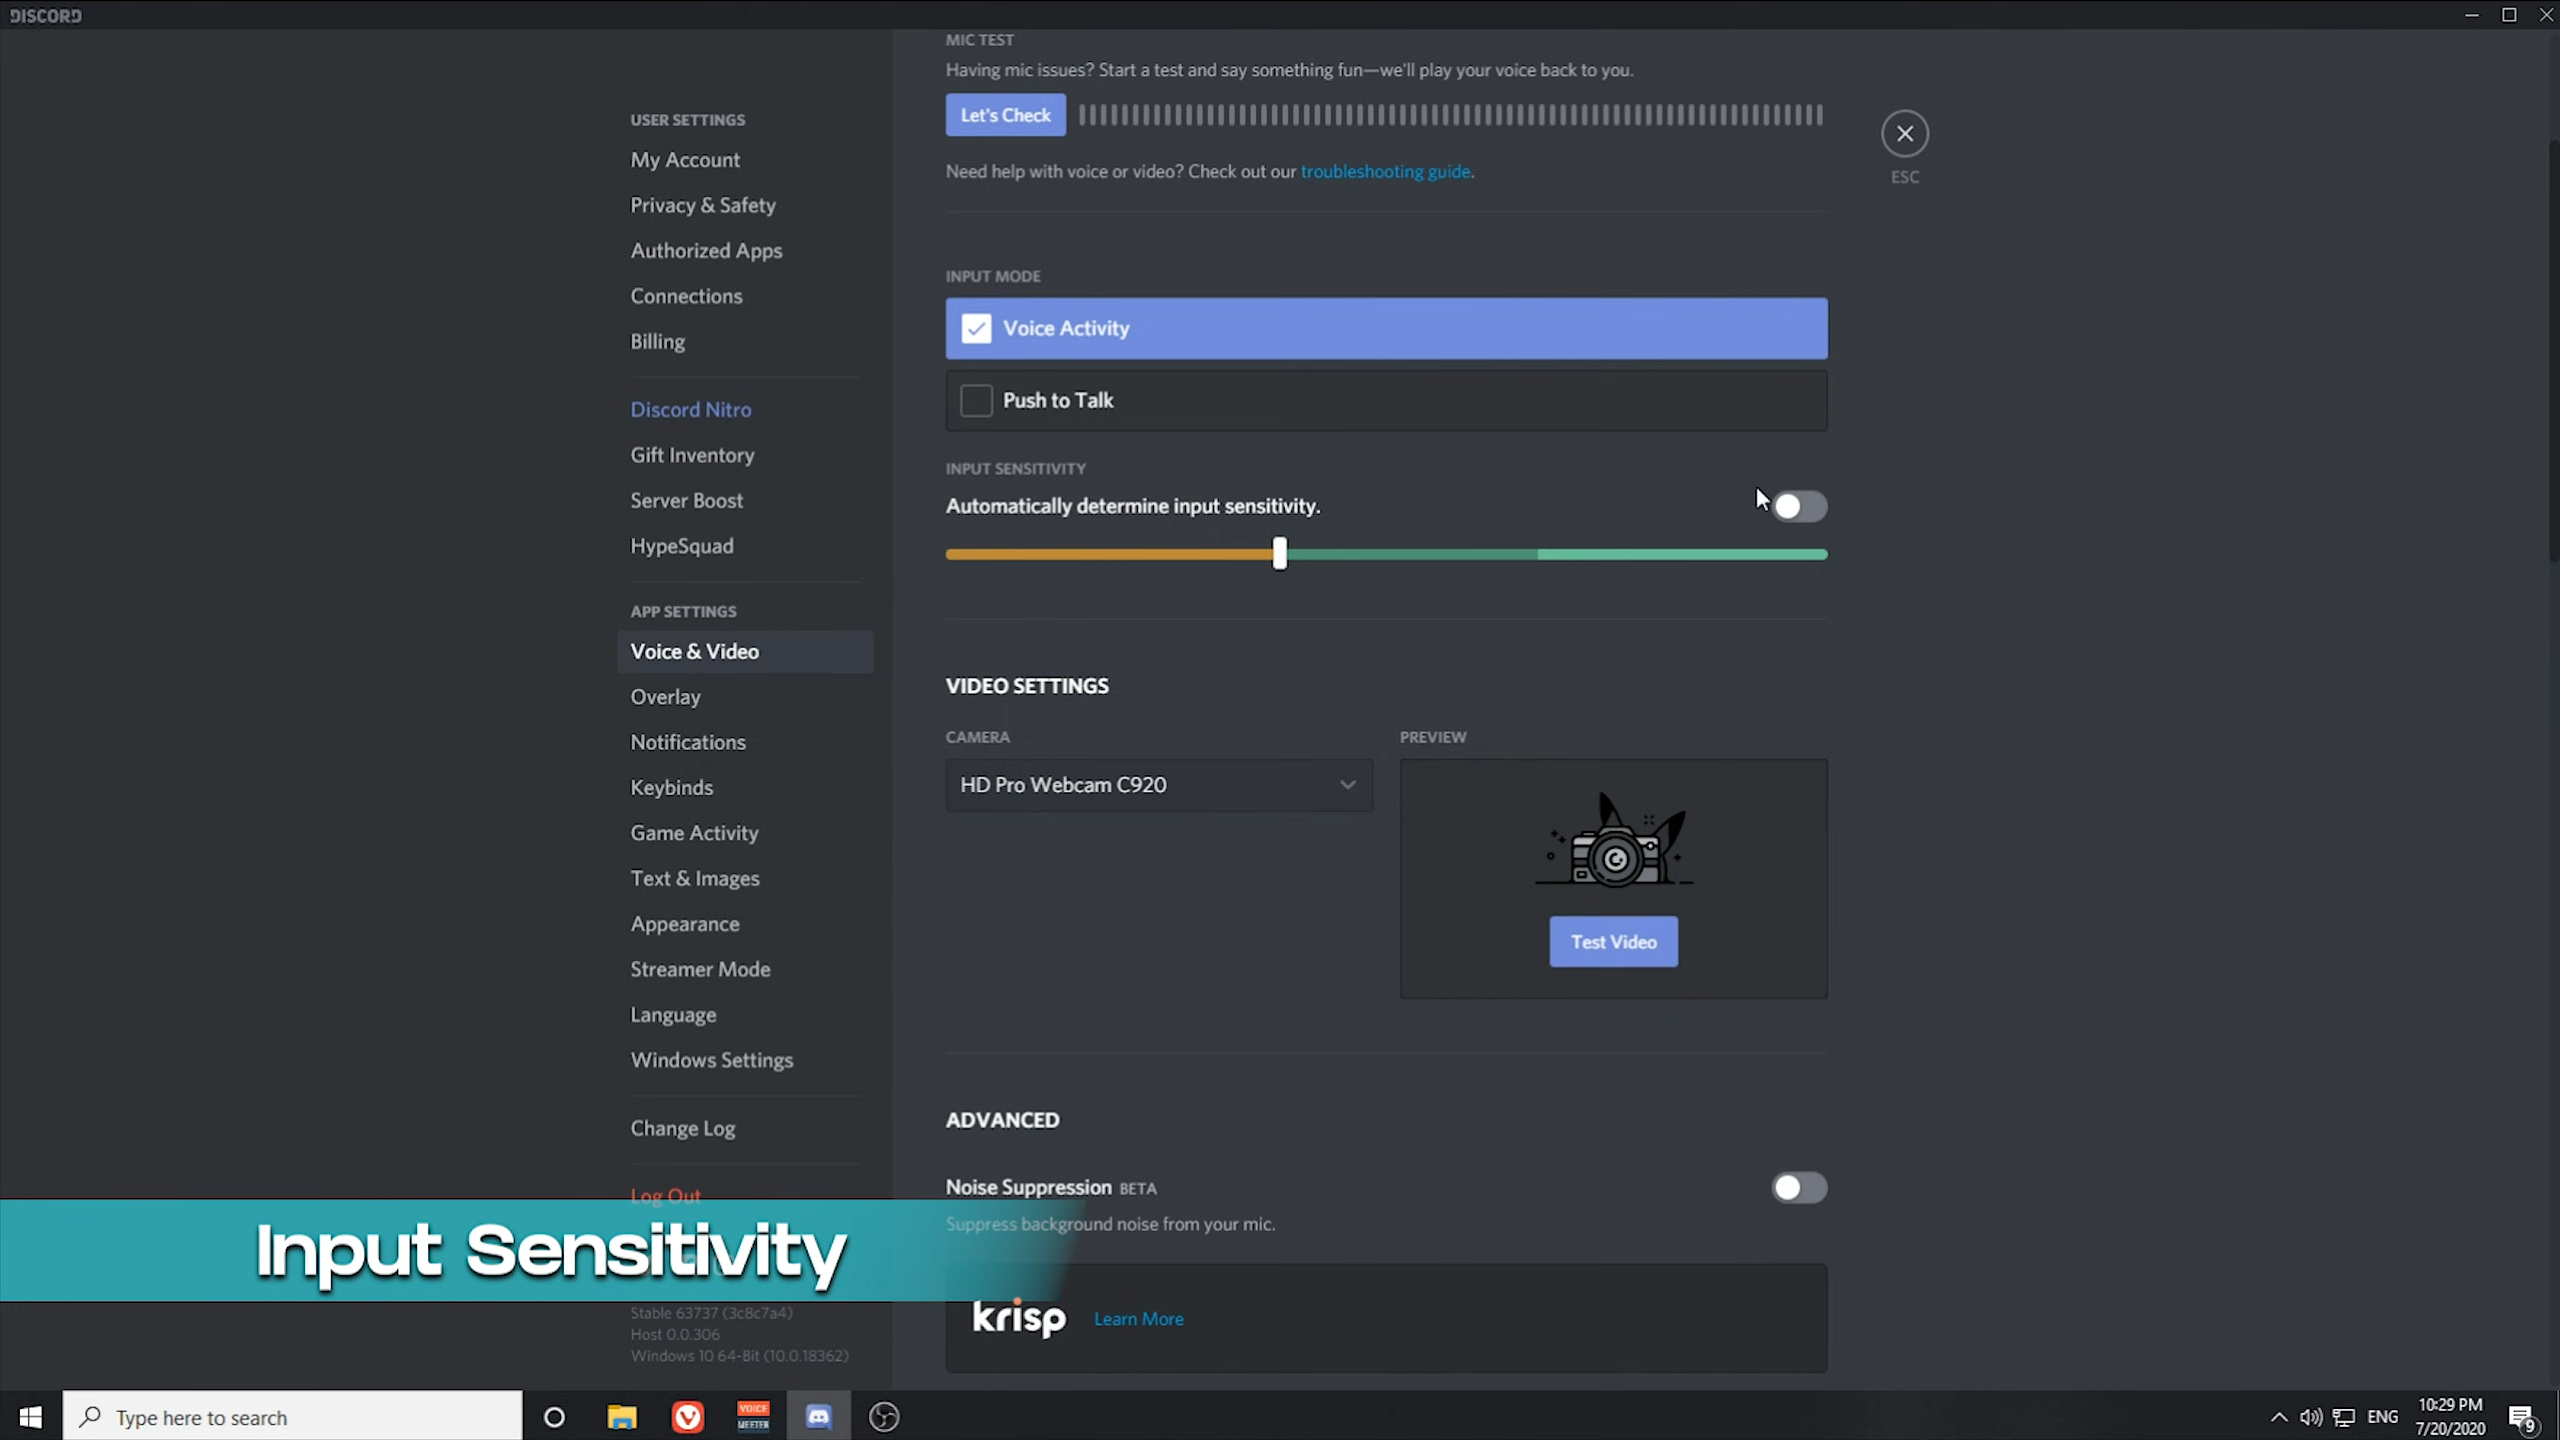 DISCORD
USER SETTINGS
My Account
Privacy & Safety
Authorized Apps
Connections
Billing
Discord Nitro
Gift Inventory
Server Boost
HypeSquad
APP SETTINGS
Voice & Video
Overlay
Notifications
Keybinds
Game Activity
Text & Images
Appearance
Streamer Mode
Language
Windows Settings
Change Log
Log Out
Stable 63737 (3c8c7a4)
Host 0.0.306
Windows 10 64-Bit (10.0.18362)
MIC TEST
Having mic issues? Start a test and say something fun—we'll play your voice back to you.
Let's Check
Need help with voice or video? Check out our troubleshooting guide.
ESC
INPUT MODE
Voice Activity
Push to Talk
INPUT SENSITIVITY
Automatically determine input sensitivity.
VIDEO SETTINGS
CAMERA
HD Pro Webcam C920
PREVIEW
Test Video
ADVANCED
Noise Suppression BETA
Suppress background noise from your mic.
krisp Learn More
Input Sensitivity
Type here to search
VOICE
MEETER
ENG
10:29 PM
7/20/2020
9